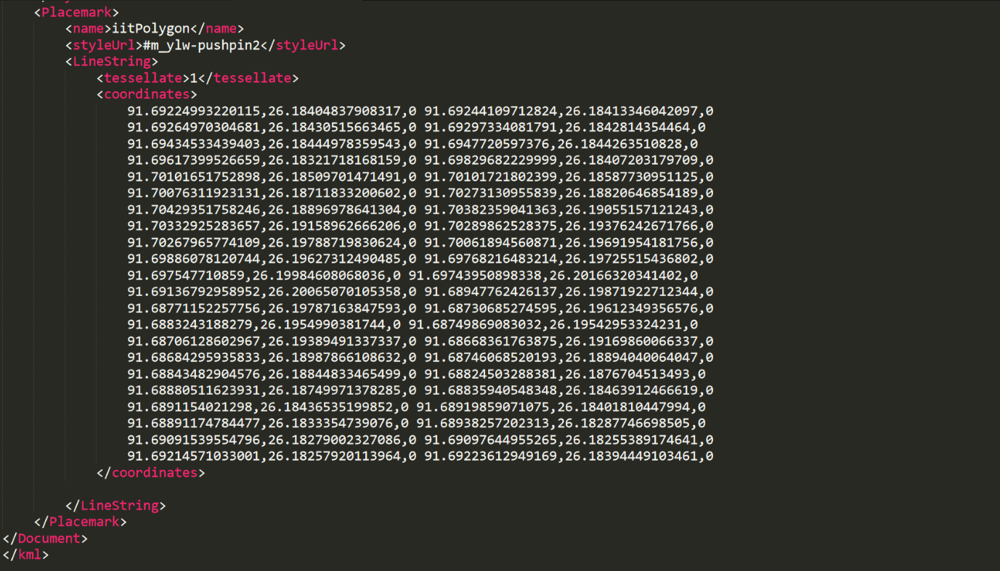 <Placemark>
<name>iitPolygon</name>
<styleUrl>#m_ylw-pushpin2</styleUrl>
<LineString>
<tessellate>1</tessellate>
<coordinates>
91.69224993220115,26.18404837908317,0 91.69244109712824,26.18413346042097,0
91.69264970304681,26.18430515663465,0 91.69297334081791,26.1842814354464,0
91.69434533439403,26.18444978359543,0 91.6947720597376,26.1844263510828,0
91.69617399526659,26.18321718168159,0 91.69829682229999,26.18407203179709,0
91.70101651752898,26.18509701471491,0 91.70101721802399,26.18587730951125,0
91.70076311923131,26.18711833200602,0 91.70273130955839,26.18820646854189,0
91.70429351758246,26.18896978641304,0 91.70382359041363,26.19055157121243,0
91.70332925283657,26.19158962666206,0 91.70289862528375,26.19376242671766,0
91.70267965774109,26.19788719830624,0 91.70061894560871,26.19691954181756,0
91.69886078120744,26.19627312490485,0 91.69768216483214,26.19725515436802,0
91.697547710859,26.19984608068036,0 91.69743950898338,26.20166320341402,0
91.69136792958952,26.20065070105358,0 91.68947762426137,26.19871922712344,0
91.68771152257756,26.19787163847593,0 91.68730685274595,26.19612349356576,0
91.6883243188279,26.1954990381744,0 91.68749869083032,26.19542953324231,0
91.68706128602967,26.19389491337337,0 91.68668361763875,26.19169860066337,0
91.68684295935833,26.18987866108632,0 91.68746068520193,26.18894040064047,0
91.68843482904576,26.18844833465499,0 91.68824503288381,26.1876704513493,0
91.68880511623931,26.18749971378285,0 91.68835940548348,26.18463912466619,0
91.6891154021298,26.18436535199852,0 91.68919859071075,26.18401810447994,0
91.68891174784477,26.1833354739076,0 91.68938257202313,26.18287746698505,0
91.69091539554796,26.18279002327086,0 91.69097644955265,26.18255389174641,0
91.69214571033001,26.18257920113964,0 91.69223612949169,26.18394449103461,0
</coordinates>
</LineString>
</Placemark>
</Document>
</kml>